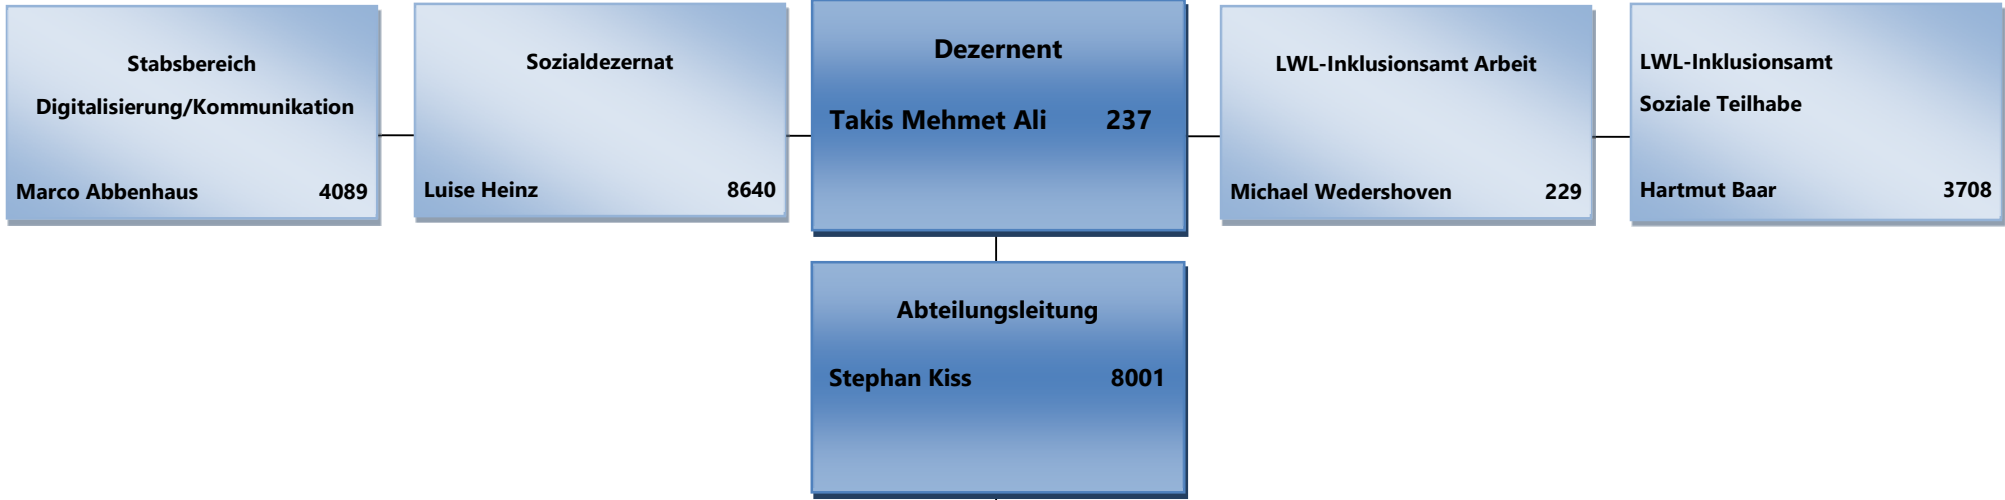 Stabsbereich
Digitalisierung/Kommunikation
Marco Abbenhaus 4089
Sozialdezernat
Luise Heinz 8640
Dezernent
Takis Mehmet Ali 237
LWL-Inklusionsamt Arbeit
Michael Wedershoven 229
LWL-Inklusionsamt
Soziale Teilhabe
Hartmut Baar 3708
Abteilungsleitung
Stephan Kiss 8001